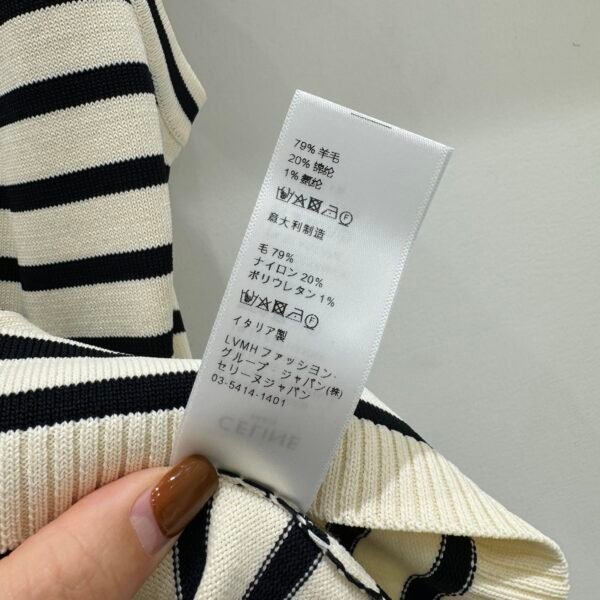 79% 羊毛
20% 绵纶
1% 氨纶
意大利制造
毛 79%
ナイロン 20%
ポリウレタン 1%
イタリア製
LVMH ファッション・
グループ・ジャパン(株)
セリーヌジャパン
03-5414-1401
CELINE